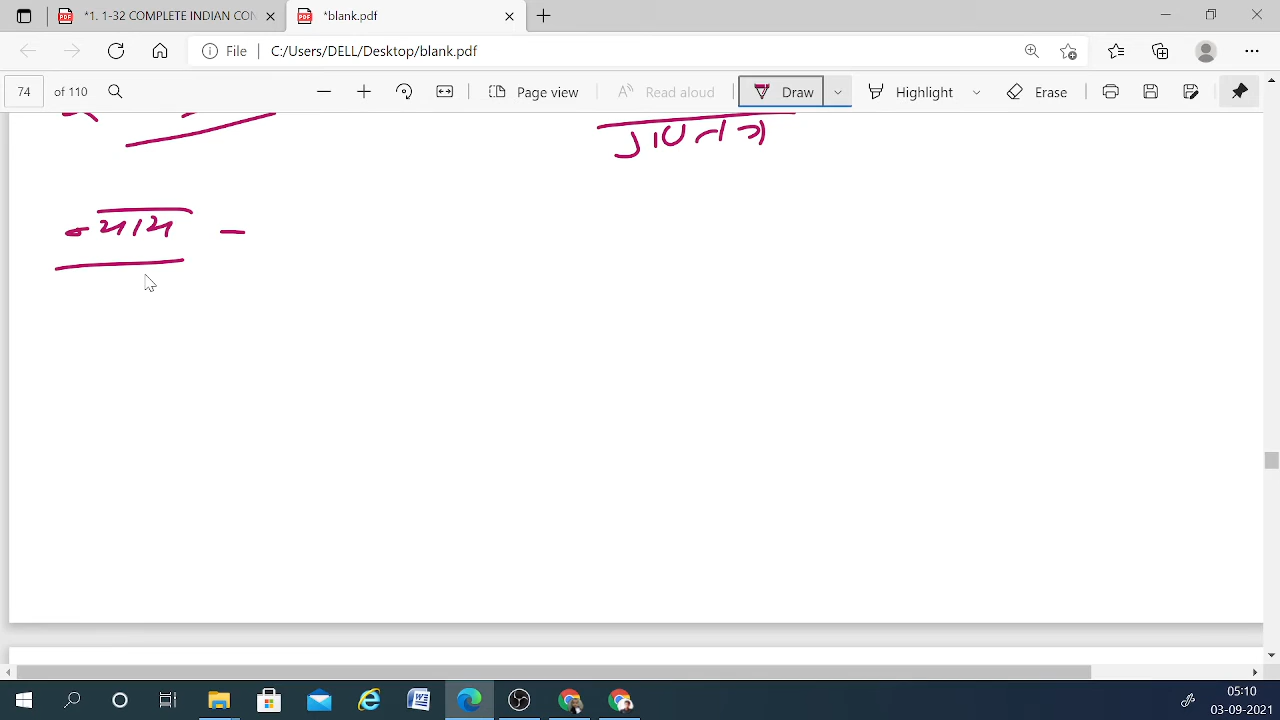 *1. 1-32 COMPLETE INDIAN CON
*blank.pdf
File C:/Users/DELL/Desktop/blank.pdf
74 of 110 Page view Read aloud Draw Highlight Erase
न्याय -
05:10
03-09-2021